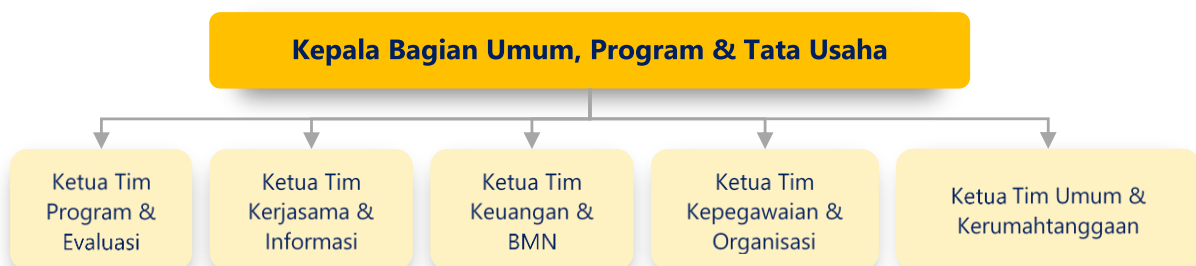 Kepala Bagian Umum, Program & Tata Usaha
Ketua Tim
Program &
Evaluasi
Ketua Tim
Kerjasama &
Informasi
Ketua Tim
Keuangan &
BMN
Ketua Tim
Kepegawaian &
Organisasi
Ketua Tim Umum &
Kerumahtanggaan